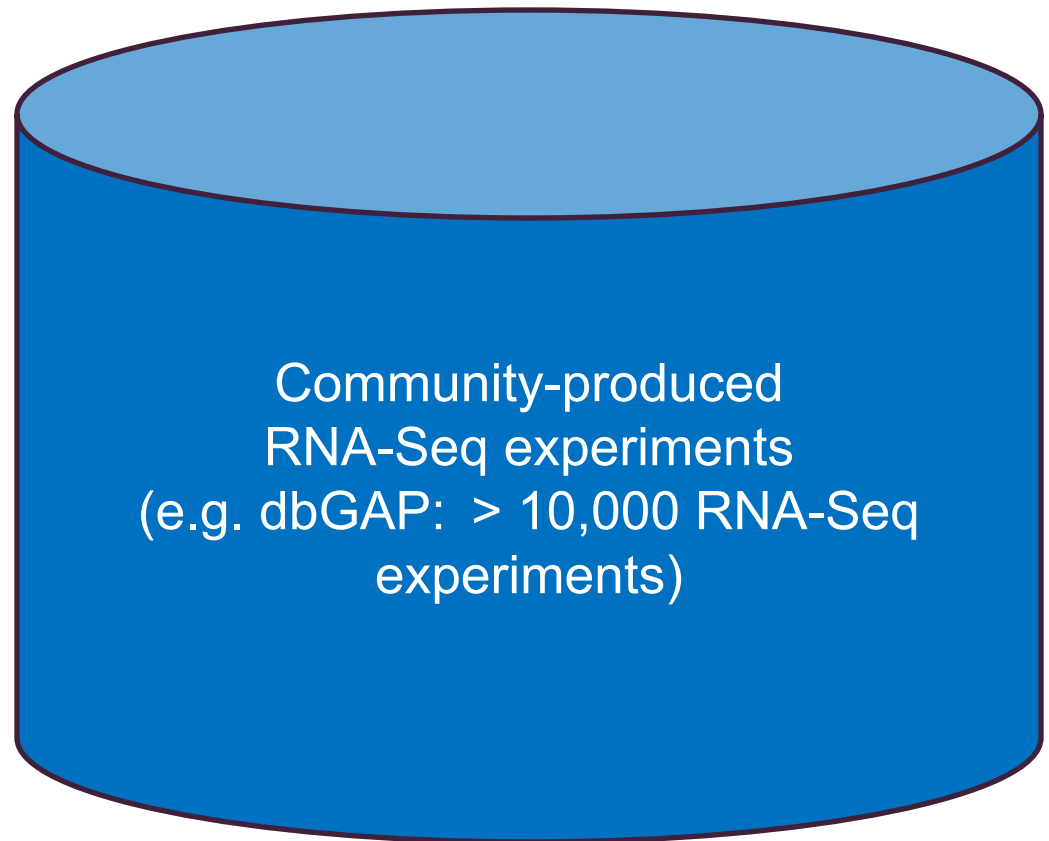 Community-produced
RNA-Seq experiments
(e.g. dbGAP:  > 10,000 RNA-Seq
experiments)